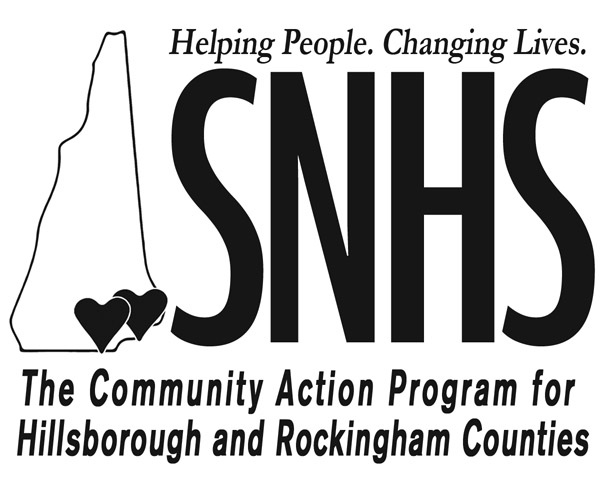 Helping People. Changing Lives.
SNHS
The Community Action Program for
Hillsborough and Rockingham Counties